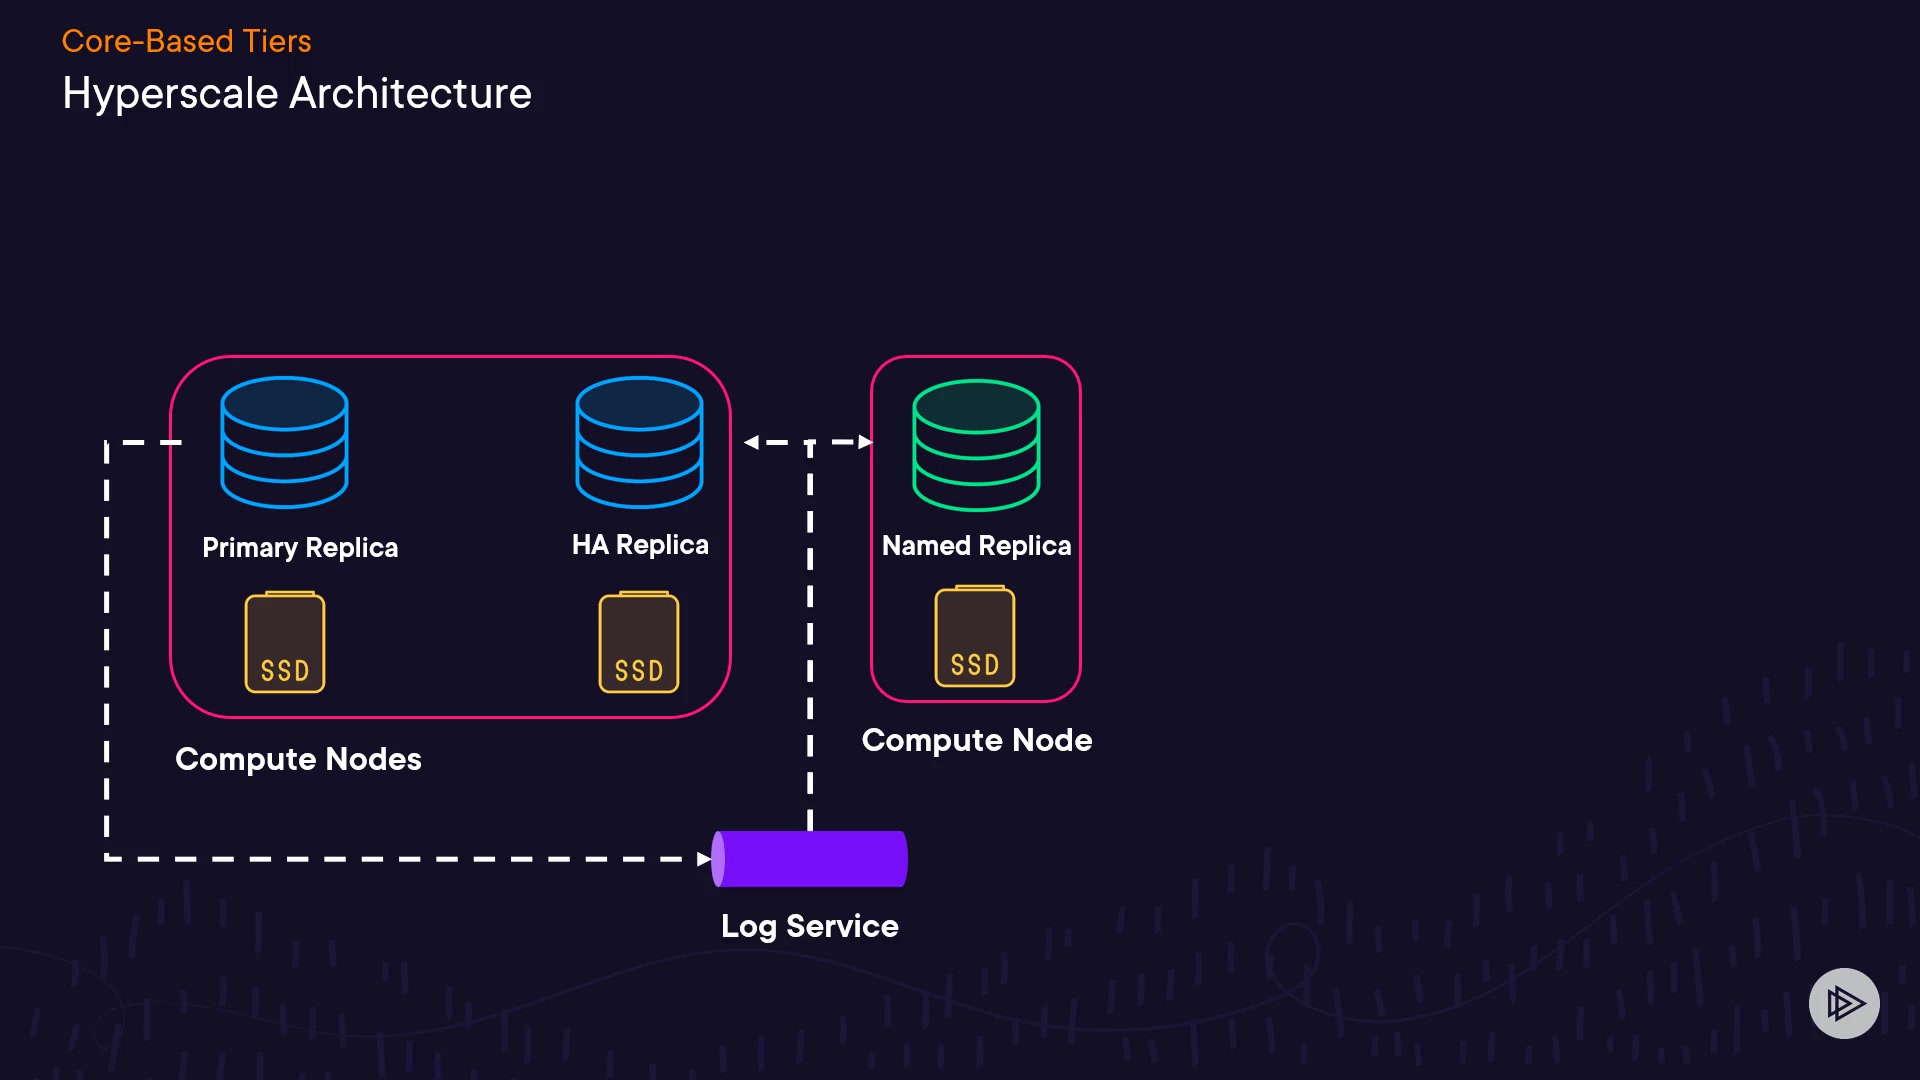 Core-Based Tiers
Hyperscale Architecture
Primary Replica
HA Replica
Named Replica
SSD
SSD
SSD
Compute Nodes
Compute Node
Log Service